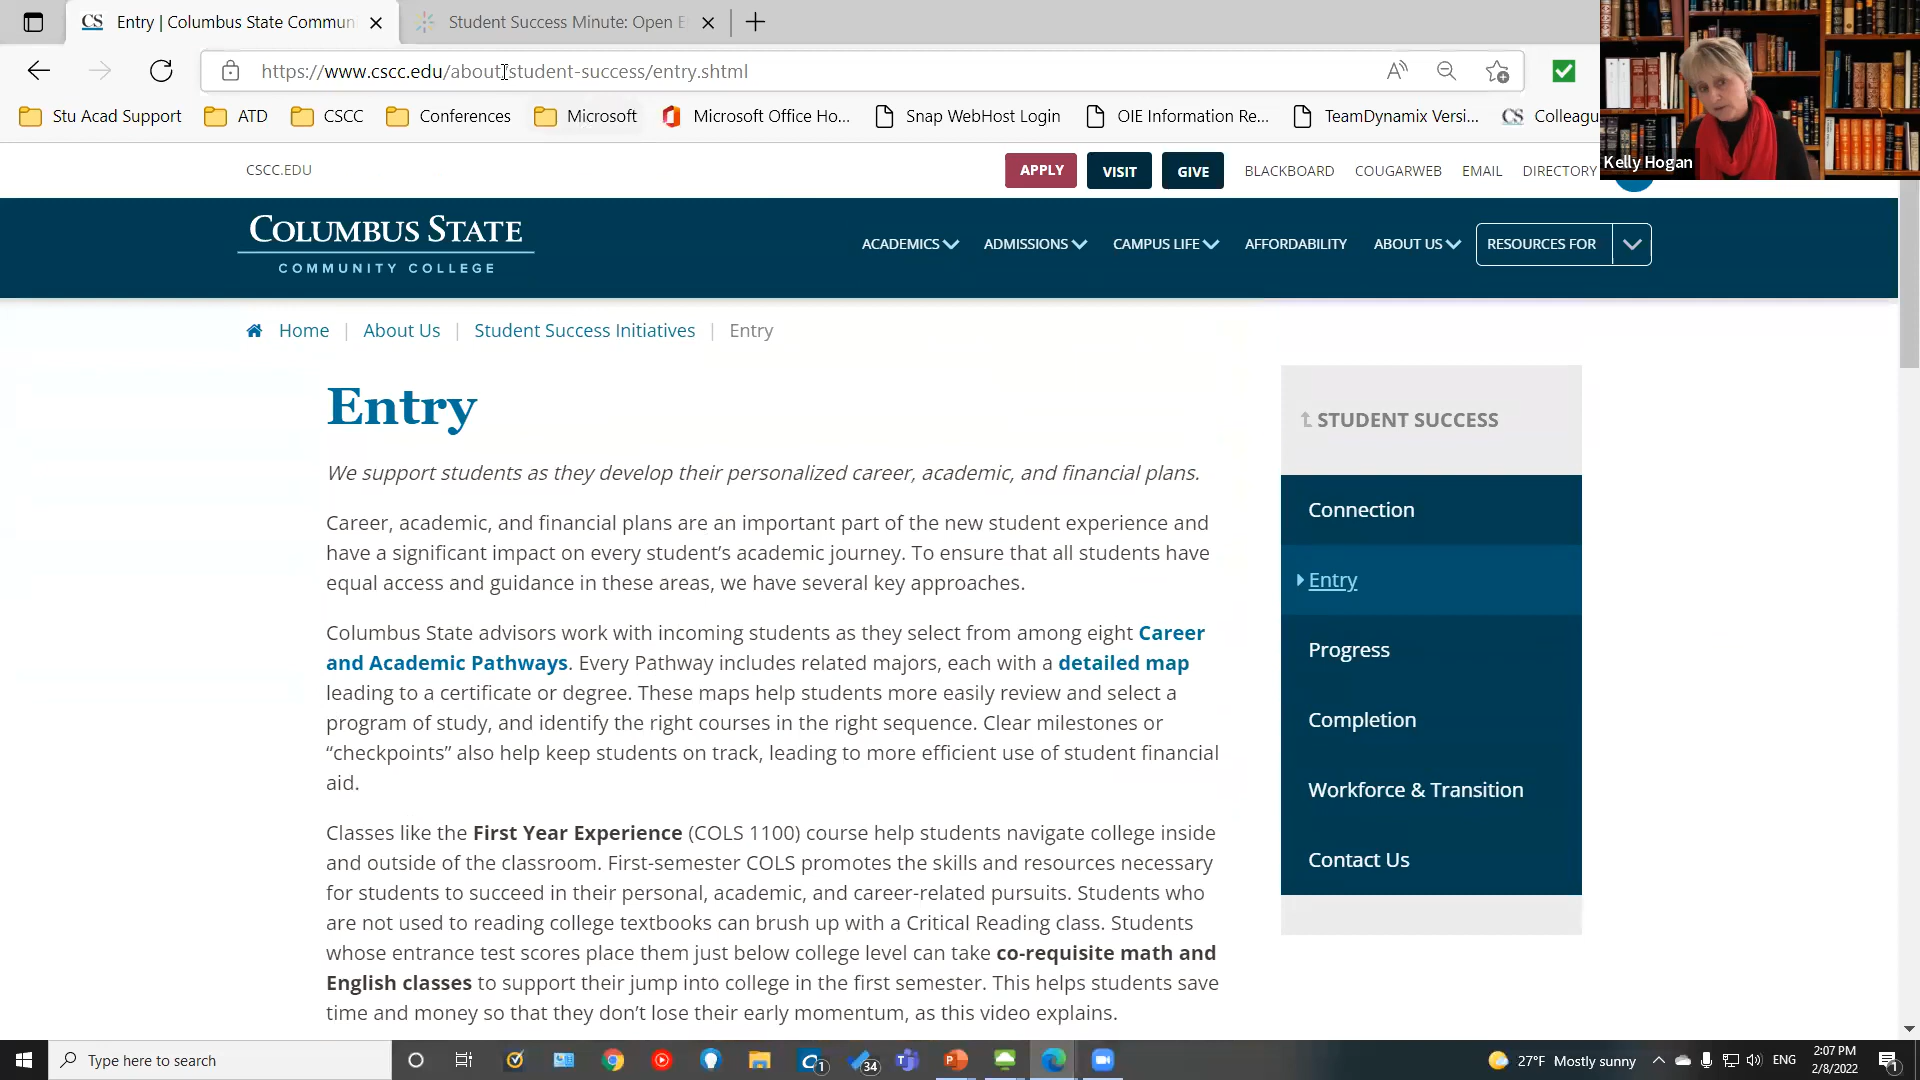 CS Entry | Columbus State Commun
Student Success Minute: Open E
https://www.cscc.edu/about/student-success/entry.shtml
Stu Acad Support ATD CSCC Conferences Microsoft Microsoft Office Ho... Snap WebHost Login OIE Information Re... TeamDynamix Versi... CS Colleagu
Kelly Hogan
CSCC.EDU APPLY VISIT GIVE BLACKBOARD COUGARWEB EMAIL DIRECTORY
COLUMBUS STATE
COMMUNITY COLLEGE
ACADEMICS ADMISSIONS CAMPUS LIFE AFFORDABILITY ABOUT US RESOURCES FOR
Home | About Us | Student Success Initiatives | Entry
Entry
We support students as they develop their personalized career, academic, and financial plans.
Career, academic, and financial plans are an important part of the new student experience and
have a significant impact on every student’s academic journey. To ensure that all students have
equal access and guidance in these areas, we have several key approaches.
Columbus State advisors work with incoming students as they select from among eight Career
and Academic Pathways. Every Pathway includes related majors, each with a detailed map
leading to a certificate or degree. These maps help students more easily review and select a
program of study, and identify the right courses in the right sequence. Clear milestones or
“checkpoints” also help keep students on track, leading to more efficient use of student financial
aid.
Classes like the First Year Experience (COLS 1100) course help students navigate college inside
and outside of the classroom. First-semester COLS promotes the skills and resources necessary
for students to succeed in their personal, academic, and career-related pursuits. Students who
are not used to reading college textbooks can brush up with a Critical Reading class. Students
whose entrance test scores place them just below college level can take co-requisite math and
English classes to support their jump into college in the first semester. This helps students save
time and money so that they don’t lose their early momentum, as this video explains.
STUDENT SUCCESS
Connection
Entry
Progress
Completion
Workforce & Transition
Contact Us
Type here to search
1
34
27°F Mostly sunny
ENG
2:07 PM
2/8/2022
1